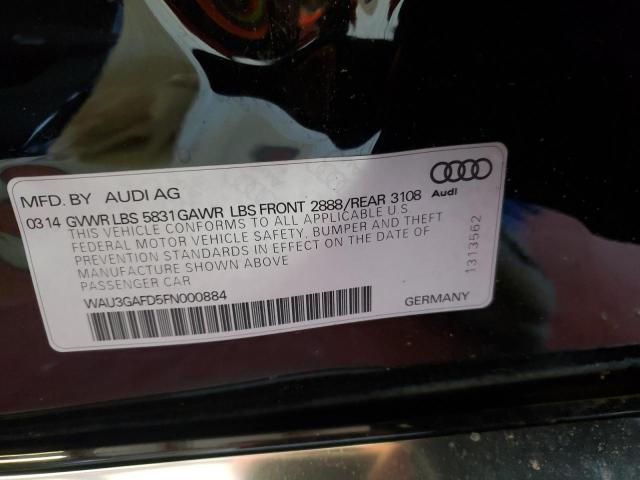 MFD. BY AUDI AG
Audi
03 14 GVWR LBS 5831 GAWR LBS FRONT 2888/REAR 3108
THIS VEHICLE CONFORMS TO ALL APPLICABLE U.S.
FEDERAL MOTOR VEHICLE SAFETY, BUMPER AND THEFT
PREVENTION STANDARDS IN EFFECT ON THE DATE OF
MANUFACTURE SHOWN ABOVE
PASSENGER CAR
WAU3GAFD5FN000884
GERMANY
1313562